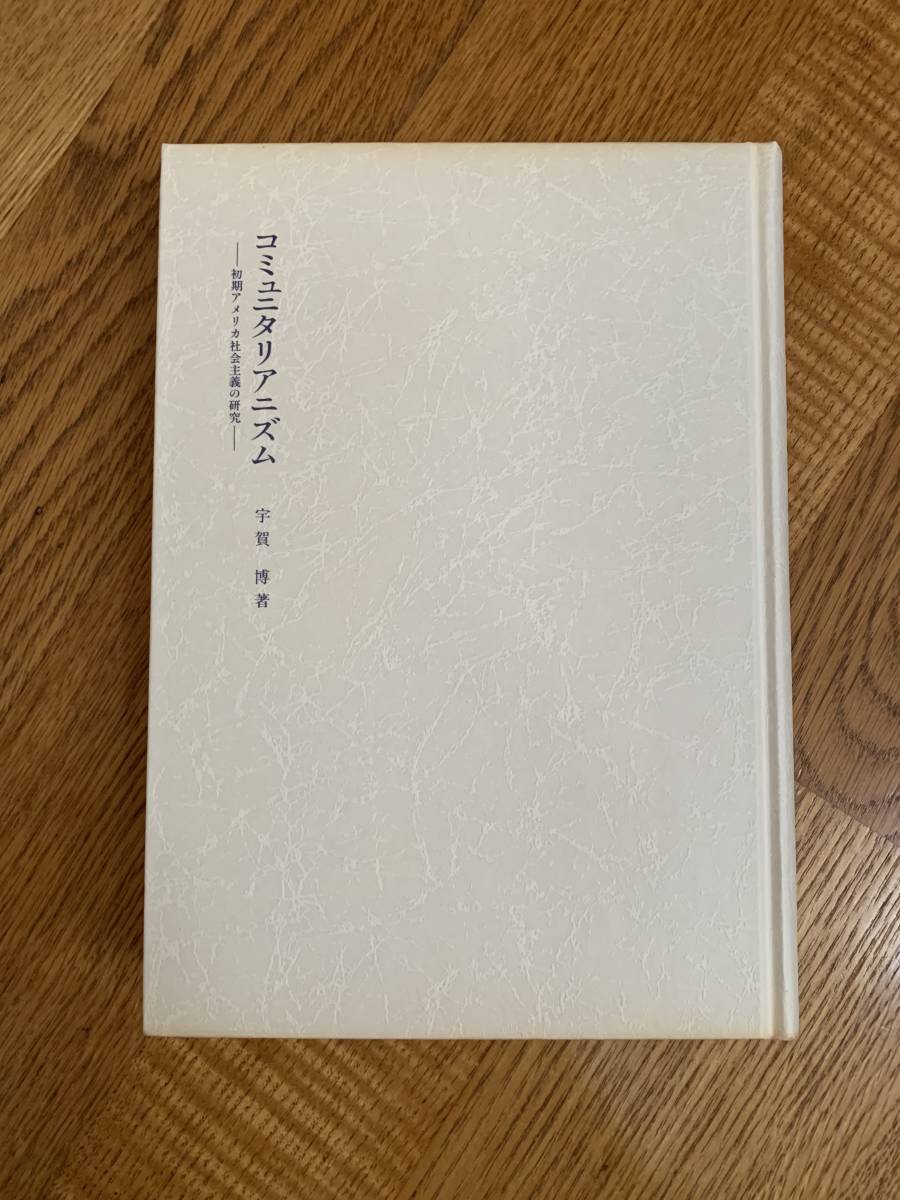 コミュニタリアニズム
宇賀 博 著
──初期アメリカ社会主義の研究──